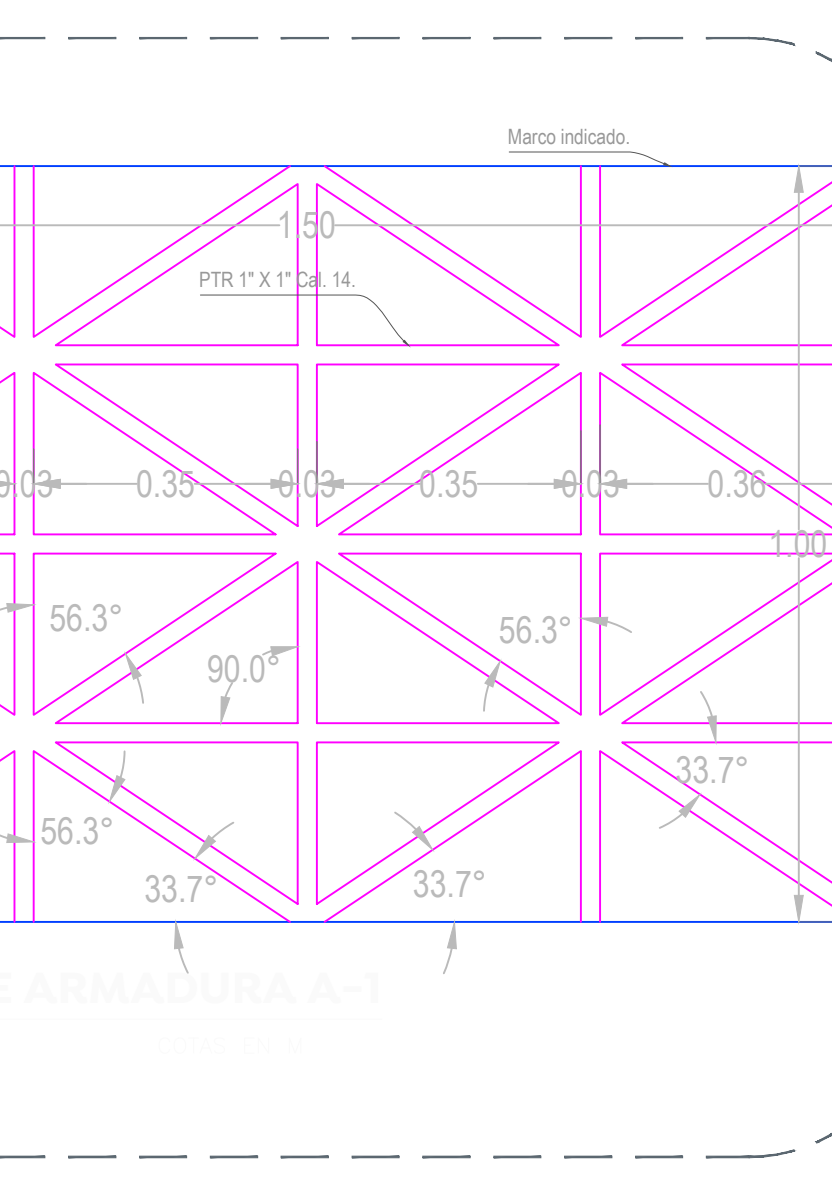 Marco indicado.
1.50
PTR 1" X 1" Cal. 14.
0.03 0.35 0.03 0.35 0.03 0.36
1.00
56.3°
56.3°
90.0°
33.7°
56.3°
33.7°
33.7°
E ARMADURA A-1
COTAS EN M